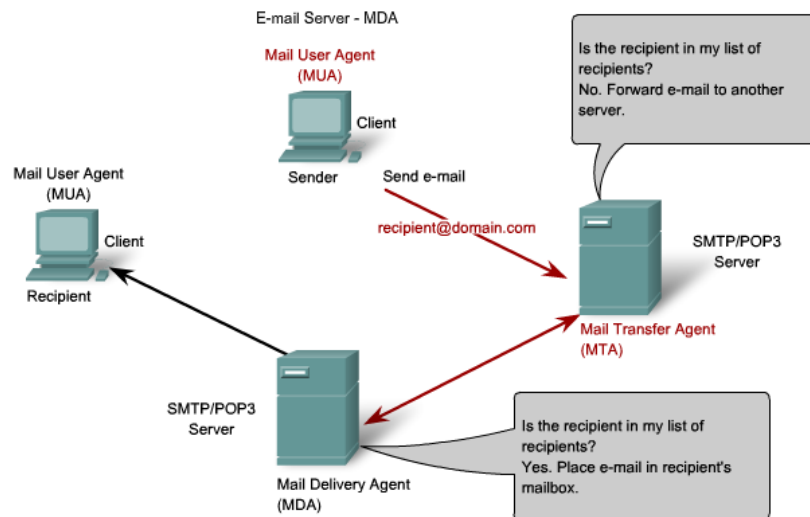 E-mail Server - MDA
Mail User Agent
(MUA)
Client
Sender
Send e-mail
recipient@domain.com
Is the recipient in my list of
recipients?
No. Forward e-mail to another
server.
SMTP/POP3
Server
Mail Transfer Agent
(MTA)
Mail User Agent
(MUA)
Client
Recipient
SMTP/POP3
Server
Mail Delivery Agent
(MDA)
Is the recipient in my list of
recipients?
Yes. Place e-mail in recipient's
mailbox.